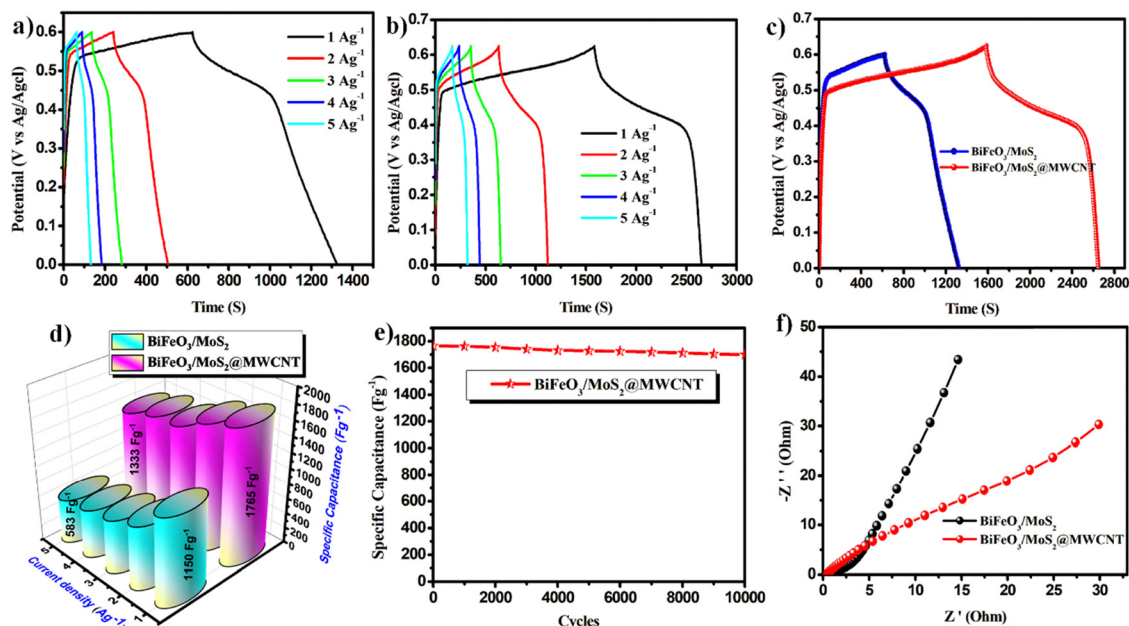 a)
Potential (V vs Ag/Agcl)
0.6
0.5
0.4
0.3
0.2
0.1
0.0
1 Ag⁻¹
2 Ag⁻¹
3 Ag⁻¹
4 Ag⁻¹
5 Ag⁻¹
0 200 400 600 800 1000 1200 1400
Time (S)
b)
Potential (V vs Ag/Agcl)
0.7
0.6
0.5
0.4
0.3
0.2
0.1
0.0
1 Ag⁻¹
2 Ag⁻¹
3 Ag⁻¹
4 Ag⁻¹
5 Ag⁻¹
0 500 1000 1500 2000 2500 3000
Time (S)
c)
Potential (V vs Ag/Agcl)
0.7
0.6
0.5
0.4
0.3
0.2
0.1
0.0
BiFeO₃/MoS₂
BiFeO₃/MoS₂@MWCNT
0 400 800 1200 1600 2000 2400 2800
Time (S)
d)
BiFeO₃/MoS₂
BiFeO₃/MoS₂@MWCNT
583 Fg⁻¹
1333 Fg⁻¹
1150 Fg⁻¹
1765 Fg⁻¹
5
4
3
2
1
Current density (Ag⁻¹
2000
1800
1600
1400
1200
1000
800
600
400
200
0
Specific Capacitance (Fg⁻¹)
e)
Specific Capacitance (Fg⁻¹)
1800
1600
1400
1200
1000
800
600
400
200
0
BiFeO₃/MoS₂@MWCNT
0 2000 4000 6000 8000 10000
Cycles
f)
-Z'' (Ohm)
50
40
30
20
10
0
BiFeO₃/MoS₂
BiFeO₃/MoS₂@MWCNT
0 5 10 15 20 25 30
Z' (Ohm)